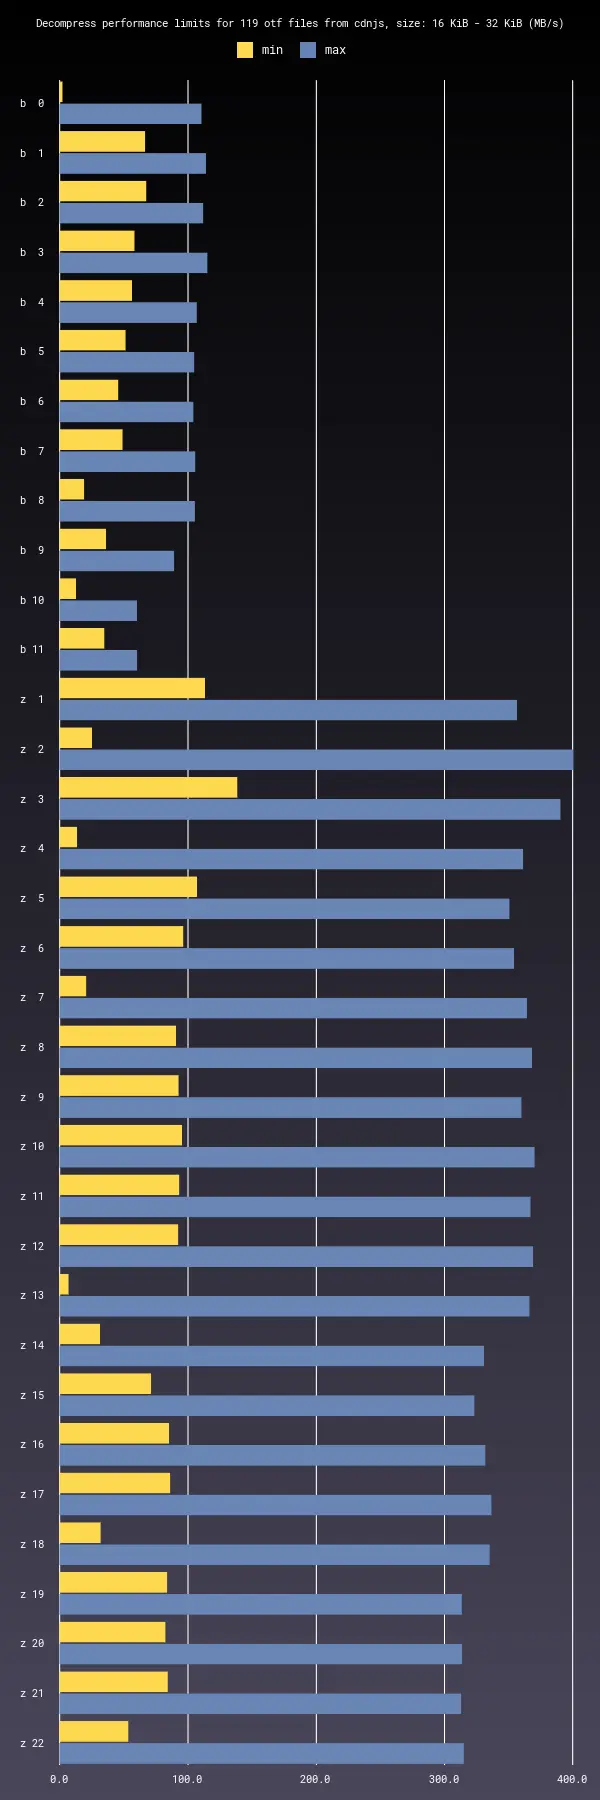 Decompress performance limits for 119 otf files from cdnjs, size: 16 KiB - 32 KiB (MB/s)
min max
b 0
b 1
b 2
b 3
b 4
b 5
b 6
b 7
b 8
b 9
b 10
b 11
z 1
z 2
z 3
z 4
z 5
z 6
z 7
z 8
z 9
z 10
z 11
z 12
z 13
z 14
z 15
z 16
z 17
z 18
z 19
z 20
z 21
z 22
0.0 100.0 200.0 300.0 400.0